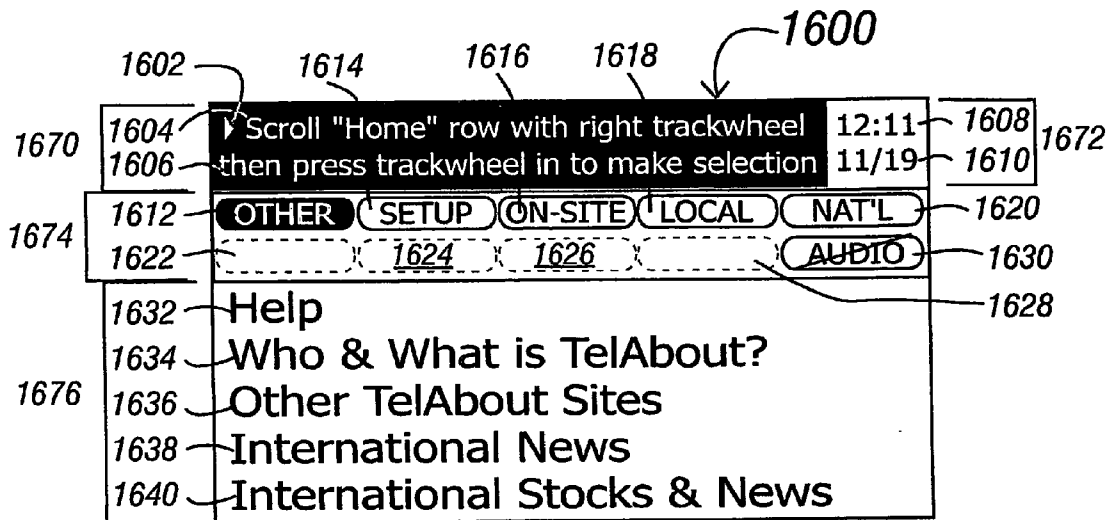 1600
1602 1614 1616 1618
1670 1604 Scroll "Home" row with right trackwheel 12:11 1608 1672
1606 then press trackwheel in to make selection 11/19 1610
1674 1612 OTHER SETUP ON-SITE LOCAL NAT'L 1620
1622 1624 1626 AUDIO 1630
1628
1632 Help
1634 Who & What is TelAbout?
1676 1636 Other TelAbout Sites
1638 International News
1640 International Stocks & News